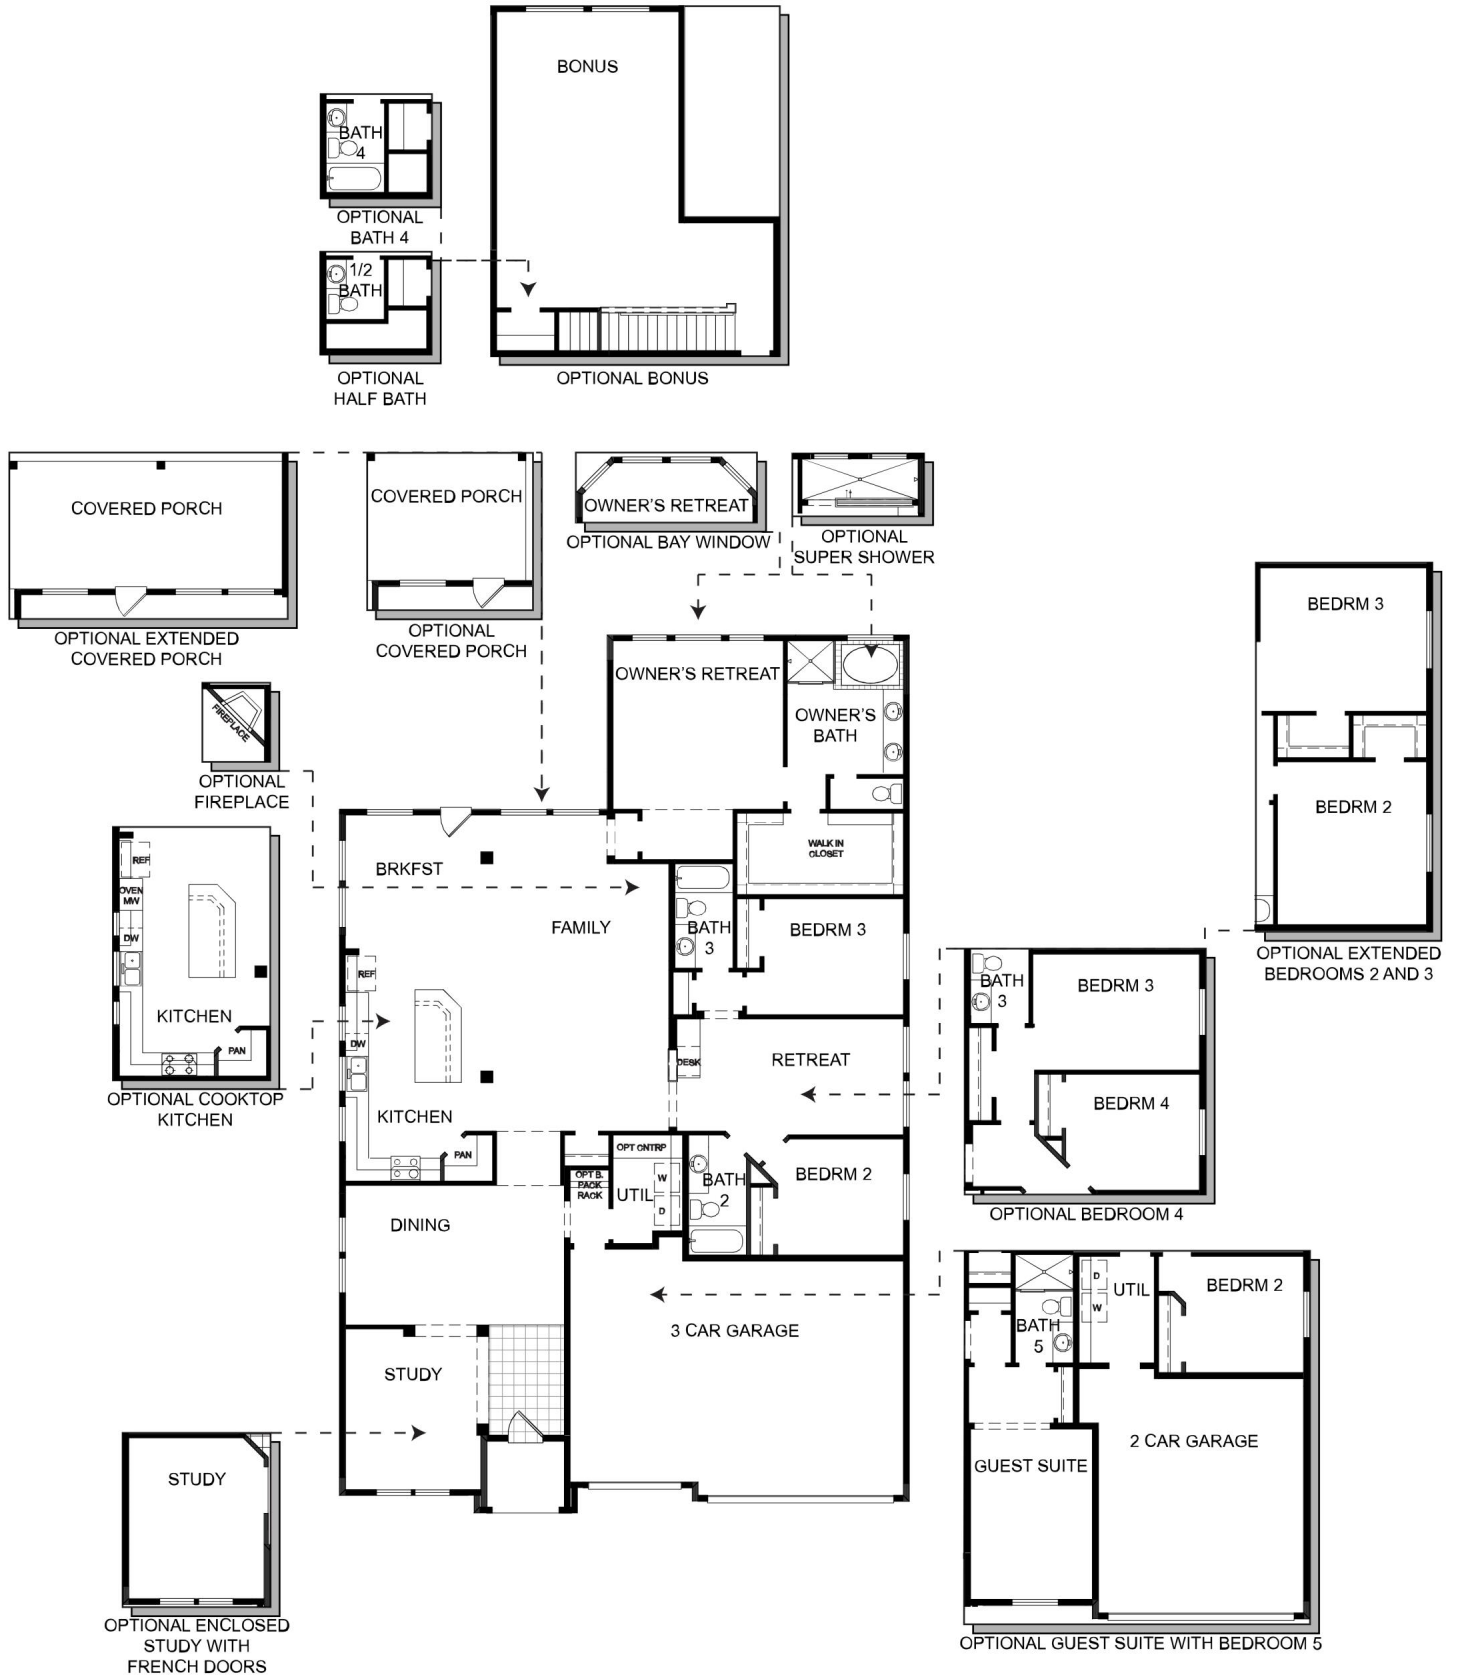 BONUS
BATH
4
OPTIONAL
BATH 4
1/2
BATH
OPTIONAL
HALF BATH
OPTIONAL BONUS
COVERED PORCH
OPTIONAL EXTENDED
COVERED PORCH
COVERED PORCH
OPTIONAL
COVERED PORCH
OWNER'S RETREAT
OPTIONAL BAY WINDOW
OPTIONAL
SUPER SHOWER
FIREPLACE
OPTIONAL
FIREPLACE
REF
OVEN
MW
DW
KITCHEN
PAN
OPTIONAL COOKTOP
KITCHEN
OWNER'S RETREAT
OWNER'S
BATH
WALK IN
CLOSET
BRKFST
FAMILY
BATH
3
BEDRM 3
REF
DW
KITCHEN
PAN
DESK
RETREAT
OPT CNTRP
OPT B.
PACK
RACK
UTIL
W
D
BATH
2
BEDRM 2
DINING
3 CAR GARAGE
STUDY
STUDY
OPTIONAL ENCLOSED
STUDY WITH
FRENCH DOORS
BEDRM 3
BEDRM 2
OPTIONAL EXTENDED
BEDROOMS 2 AND 3
BATH
3
BEDRM 3
BEDRM 4
OPTIONAL BEDROOM 4
D
W
UTIL
BEDRM 2
BATH
5
2 CAR GARAGE
GUEST SUITE
OPTIONAL GUEST SUITE WITH BEDROOM 5